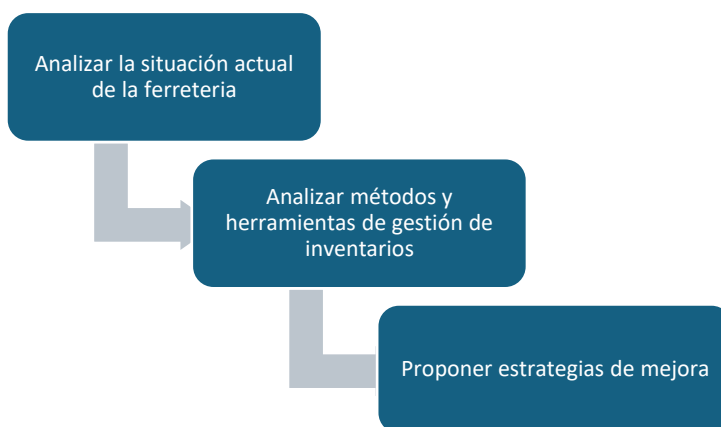 Analizar la situación actual
de la ferreteria
Analizar métodos y
herramientas de gestión de
inventarios
Proponer estrategias de mejora